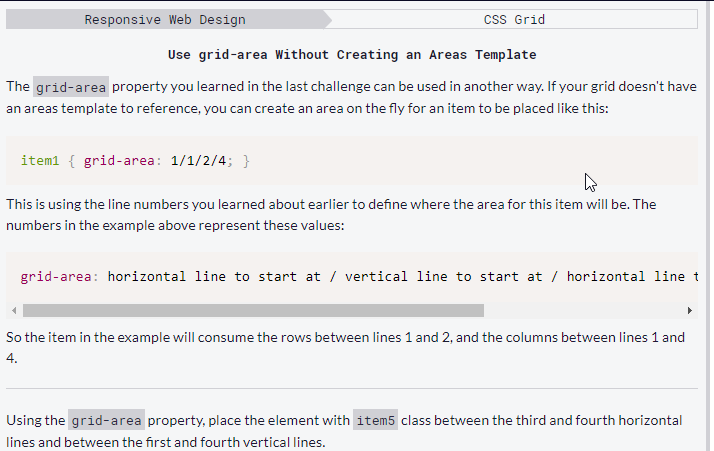 Responsive Web Design
CSS Grid
Use grid-area Without Creating an Areas Template
The grid-area property you learned in the last challenge can be used in another way. If your grid doesn't have
an areas template to reference, you can create an area on the fly for an item to be placed like this:
item1 { grid-area: 1/1/2/4; }
This is using the line numbers you learned about earlier to define where the area for this item will be. The
numbers in the example above represent these values:
grid-area: horizontal line to start at / vertical line to start at / horizontal line t
So the item in the example will consume the rows between lines 1 and 2, and the columns between lines 1 and
4.
Using the grid-area property, place the element with item5 class between the third and fourth horizontal
lines and between the first and fourth vertical lines.